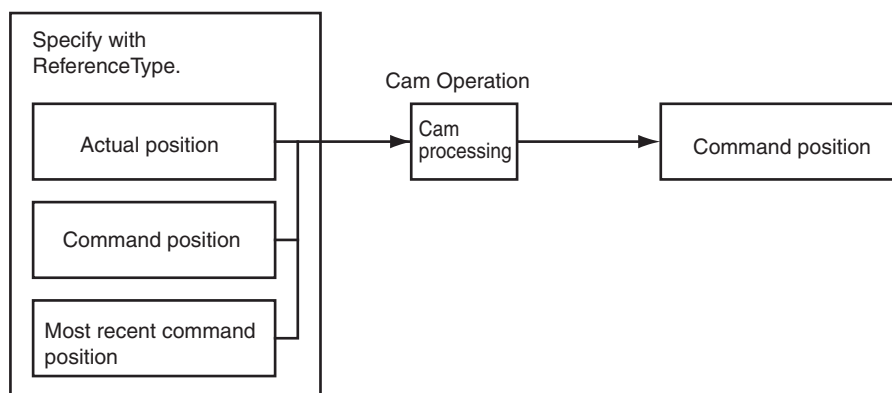 Specify with
ReferenceType.
Actual position
Command position
Most recent command
position
Cam Operation
Cam
processing
Command position